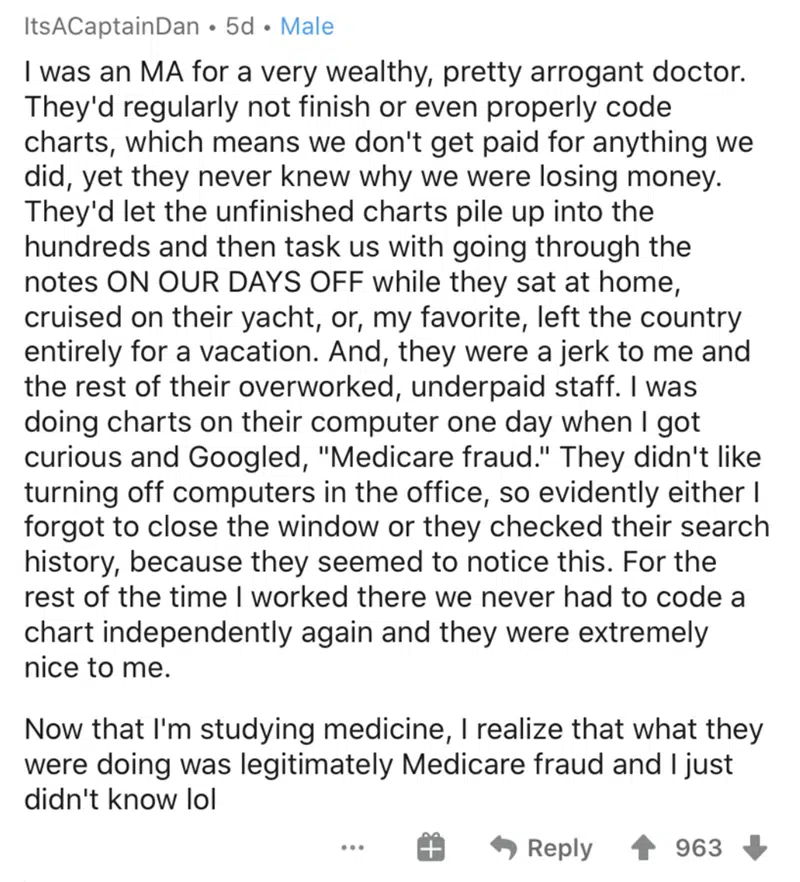 ItsACaptainDan • 5d • Male
I was an MA for a very wealthy, pretty arrogant doctor.
They'd regularly not finish or even properly code
charts, which means we don't get paid for anything we
did, yet they never knew why we were losing money.
They'd let the unfinished charts pile up into the
hundreds and then task us with going through the
notes ON OUR DAYS OFF while they sat at home,
cruised on their yacht, or, my favorite, left the country
entirely for a vacation. And, they were a jerk to me and
the rest of their overworked, underpaid staff. I was
doing charts on their computer one day when I got
curious and Googled, "Medicare fraud." They didn't like
turning off computers in the office, so evidently either I
forgot to close the window or they checked their search
history, because they seemed to notice this. For the
rest of the time I worked there we never had to code a
chart independently again and they were extremely
nice to me.
Now that I'm studying medicine, I realize that what they
were doing was legitimately Medicare fraud and I just
didn't know lol
... Reply 963